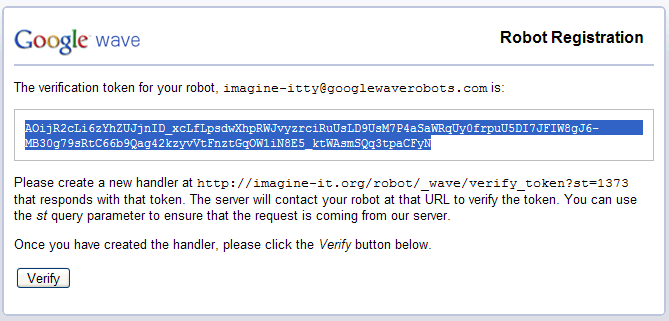 Google wave
Robot Registration
The verification token for your robot, imagine-itty@googlewaverobots.com is:
AOijR2cLi6zYhZUJjnID_xcLfLpsdwXhpRWJvyzrciRuUsLD9UsM7P4aSaWRqUy0frpuU5DI7JFIW8gJ6-
MB30g79sRtC66b9Qag42kzyvVtFnztGqOW1iN8E5_ktWAsmSQq3tpaCFyN
Please create a new handler at http://imagine-it.org/robot/_wave/verify_token?st=1373
that responds with that token. The server will contact your robot at that URL to verify the token. You can use
the st query parameter to ensure that the request is coming from our server.
Once you have created the handler, please click the Verify button below.
Verify